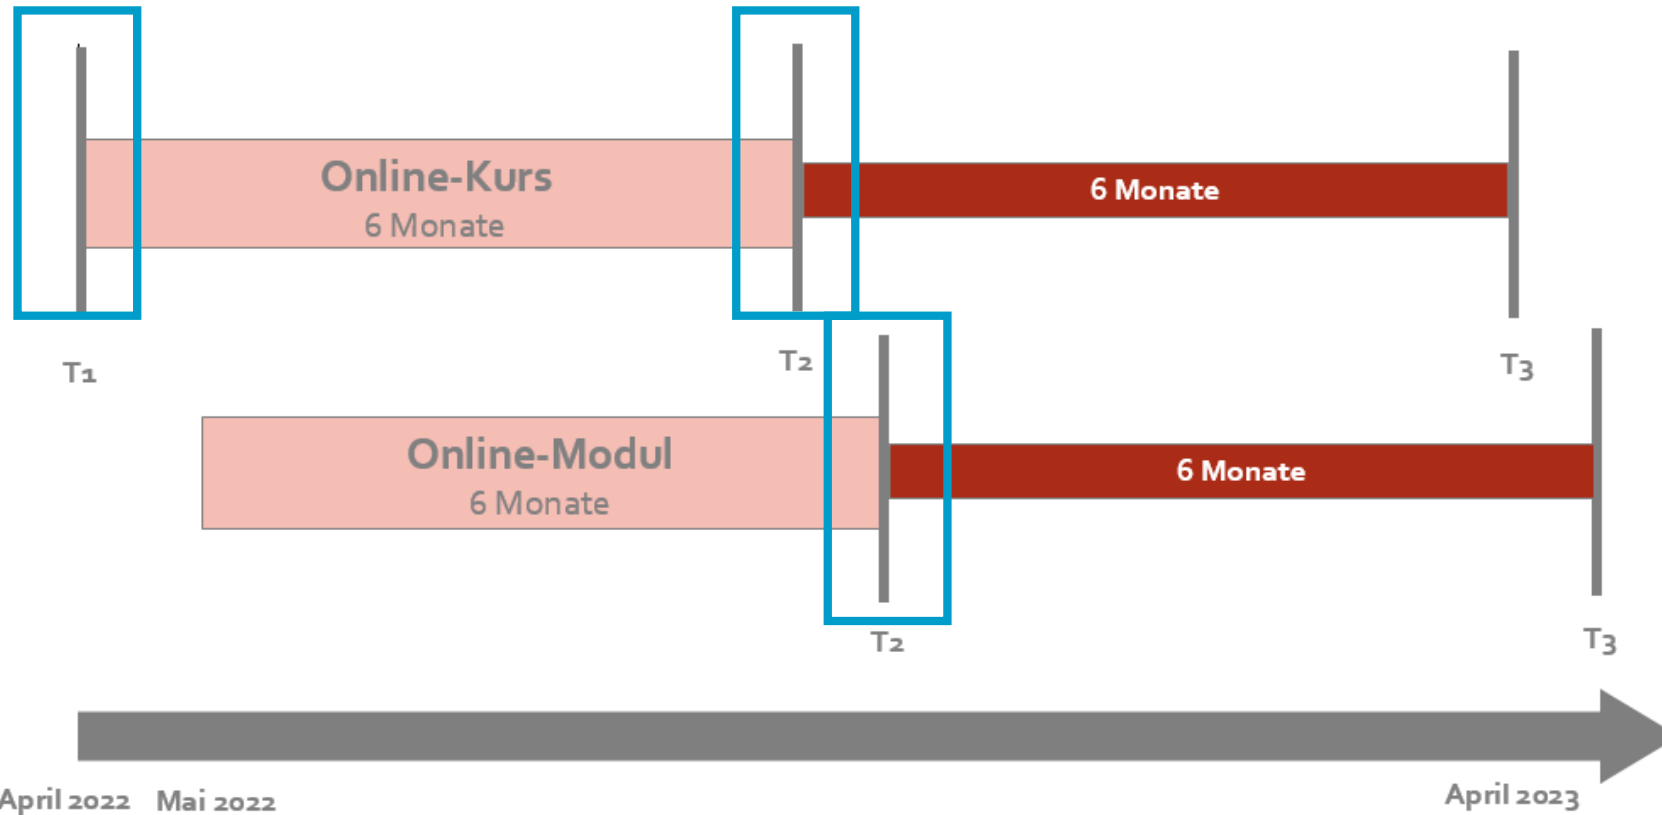 Online-Kurs
6 Monate
6 Monate
T1
T2
T3
Online-Modul
6 Monate
6 Monate
T2
T3
April 2022 Mai 2022
April 2023